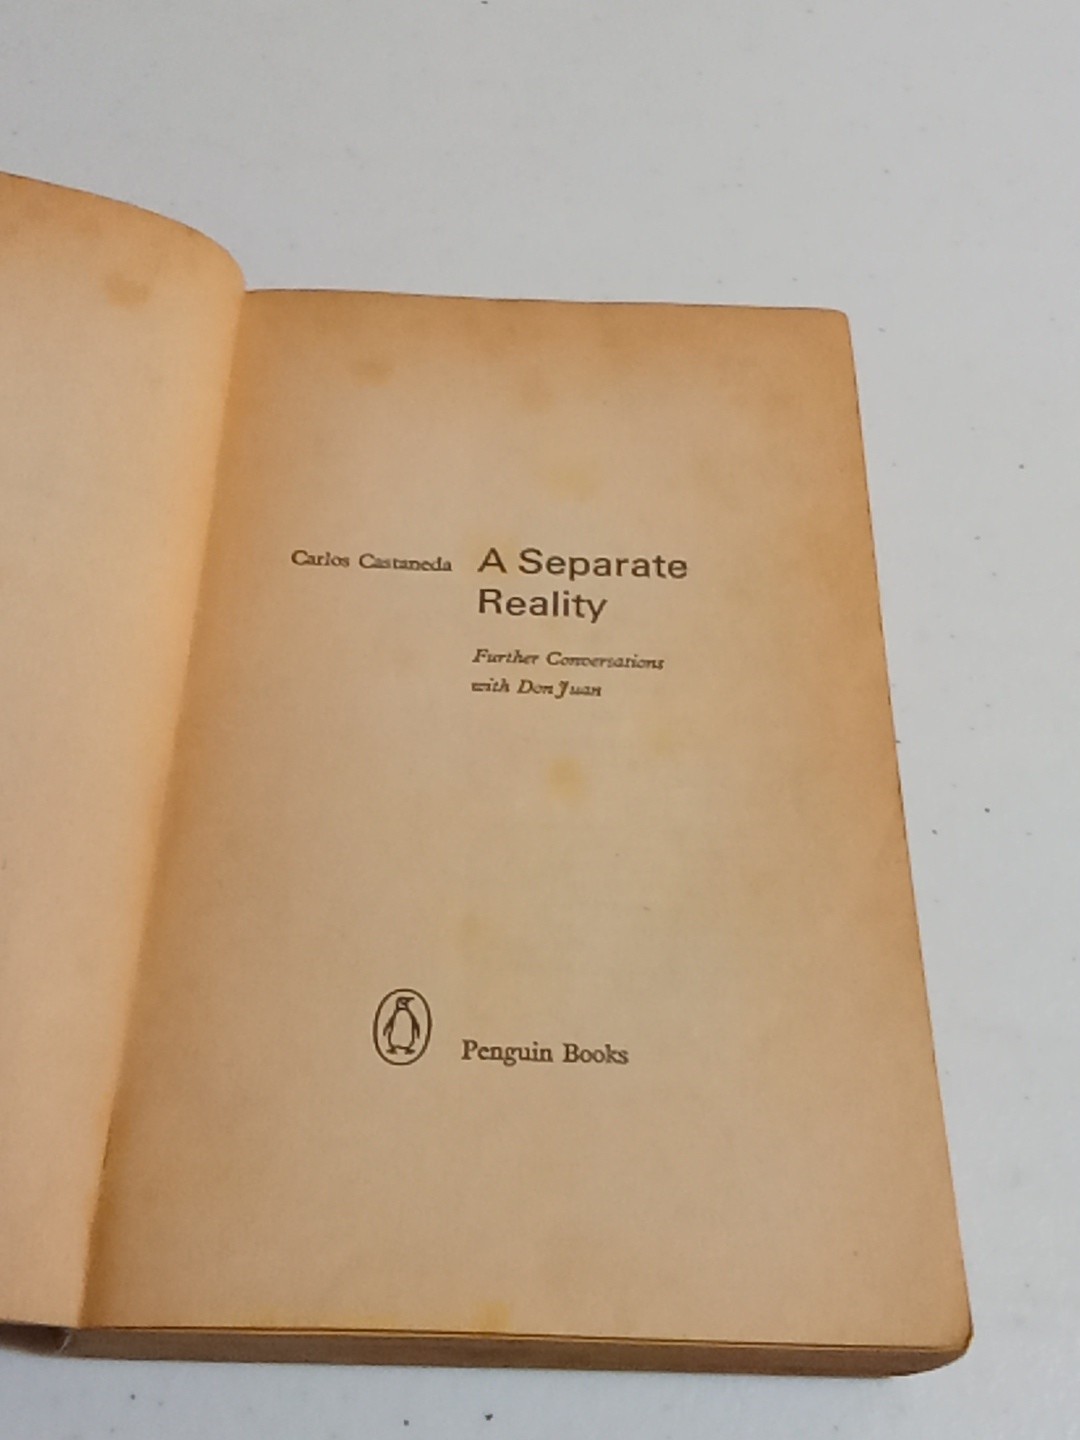 Carlos Castaneda A Separate
Reality
Further Conversations
with Don Juan
Penguin Books